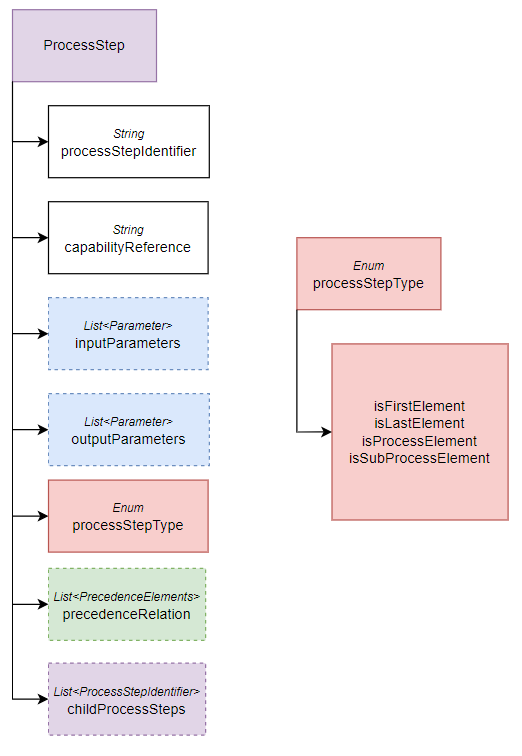 ProcessStep
String
processStepIdentifier
String
capabilityReference
List<Parameter>
inputParameters
List<Parameter>
outputParameters
Enum
processStepType
List<PrecedenceElements>
precedenceRelation
List<ProcessStepIdentifier>
childProcessSteps
Enum
processStepType
isFirstElement
isLastElement
isProcessElement
isSubProcessElement